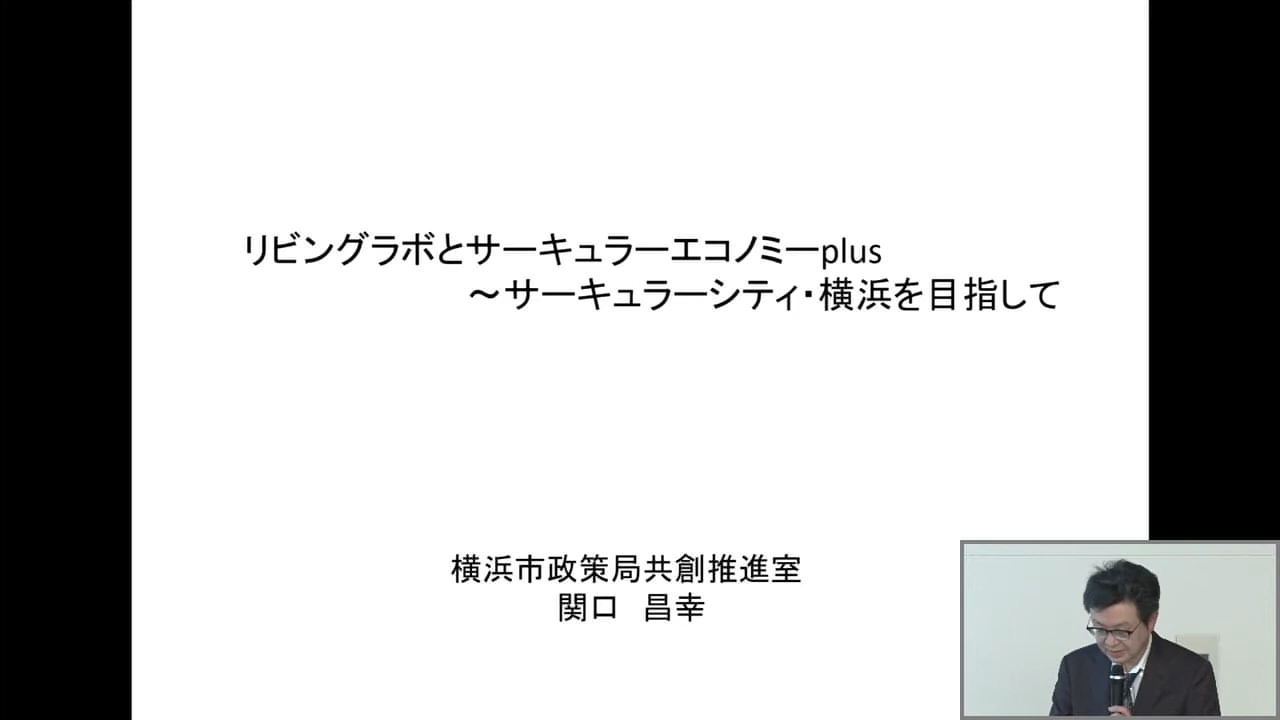 リビングラボとサーキュラーエコノミーplus
～サーキュラーシティ・横浜を目指して
横浜市政策局共創推進室
関口　昌幸